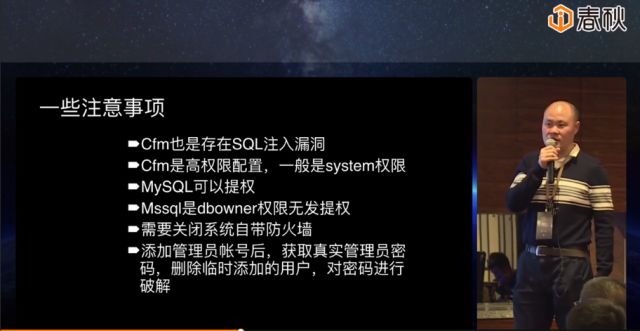 春秋
一些注意事项
Cfm也是存在SQL注入漏洞
Cfm是高权限配置，一般是system权限
MySQL可以提权
Mssql是dbowner权限无发提权
需要关闭系统自带防火墙
添加管理员帐号后，获取真实管理员密
码，删除临时添加的用户，对密码进行
破解